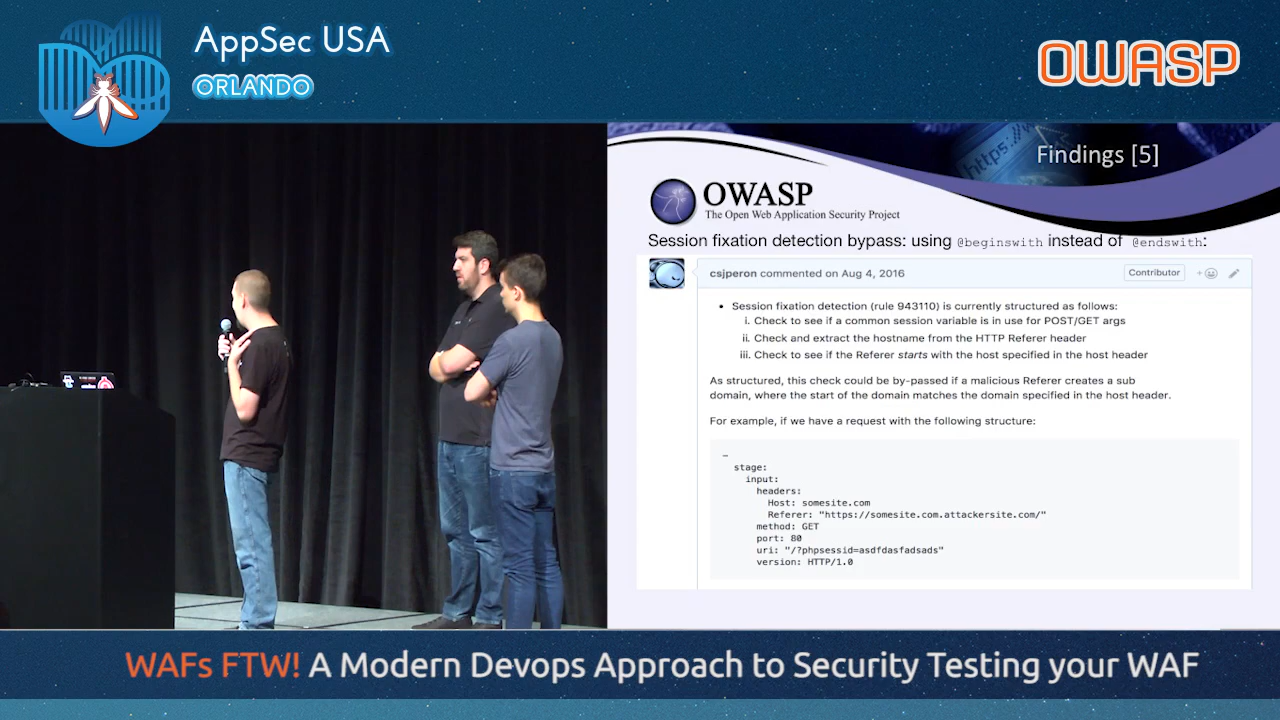 AppSec USA
ORLANDO
OWASP
Findings [5]
OWASP
The Open Web Application Security Project
Session fixation detection bypass: using @beginswith instead of @endswith:
csjperon commented on Aug 4, 2016
Contributor
• Session fixation detection (rule 943110) is currently structured as follows:
i. Check to see if a common session variable is in use for POST/GET args
ii. Check and extract the hostname from the HTTP Referer header
iii. Check to see if the Referer starts with the host specified in the host header
As structured, this check could be by-passed if a malicious Referer creates a sub
domain, where the start of the domain matches the domain specified in the host header.
For example, if we have a request with the following structure:
–
stage:
input:
headers:
Host: somesite.com
Referer: "https://somesite.com.attackersite.com/"
method: GET
port: 80
uri: "/?phpsessid=asdfdasfadsads"
version: HTTP/1.0
WAFs FTW! A Modern Devops Approach to Security Testing your WAF